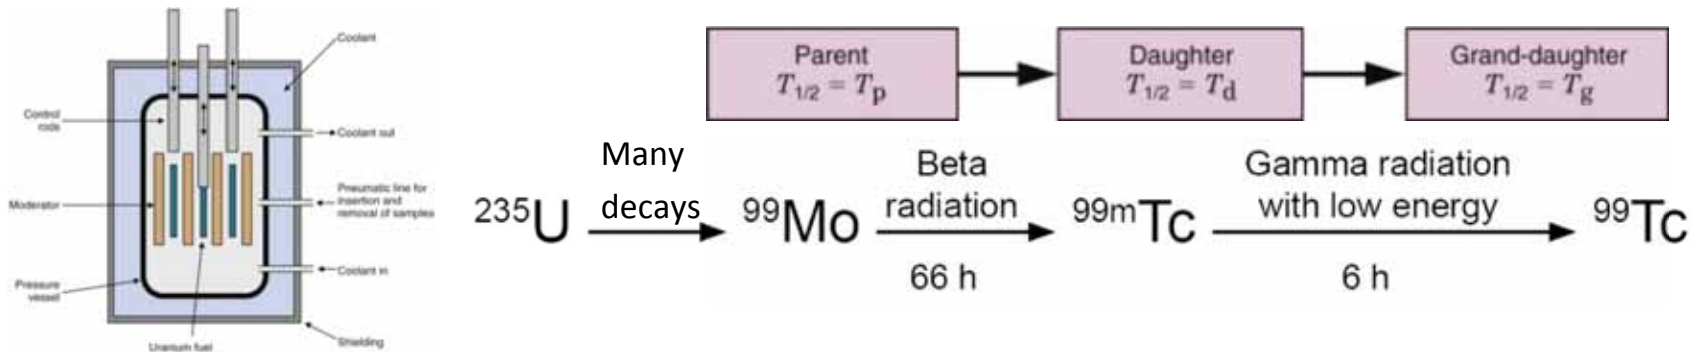 Coolant
Control
rods
Coolant out
Pneumatic line for
insertion and
removal of samples
Moderator
Coolant in
Pressure
vessel
Uranium fuel
Shielding
Parent
T1/2 = Tp
Daughter
T1/2 = Td
Grand-daughter
T1/2 = Tg
235U
Many
decays
99Mo
Beta
radiation
66 h
99mTc
Gamma radiation
with low energy
6 h
99Tc